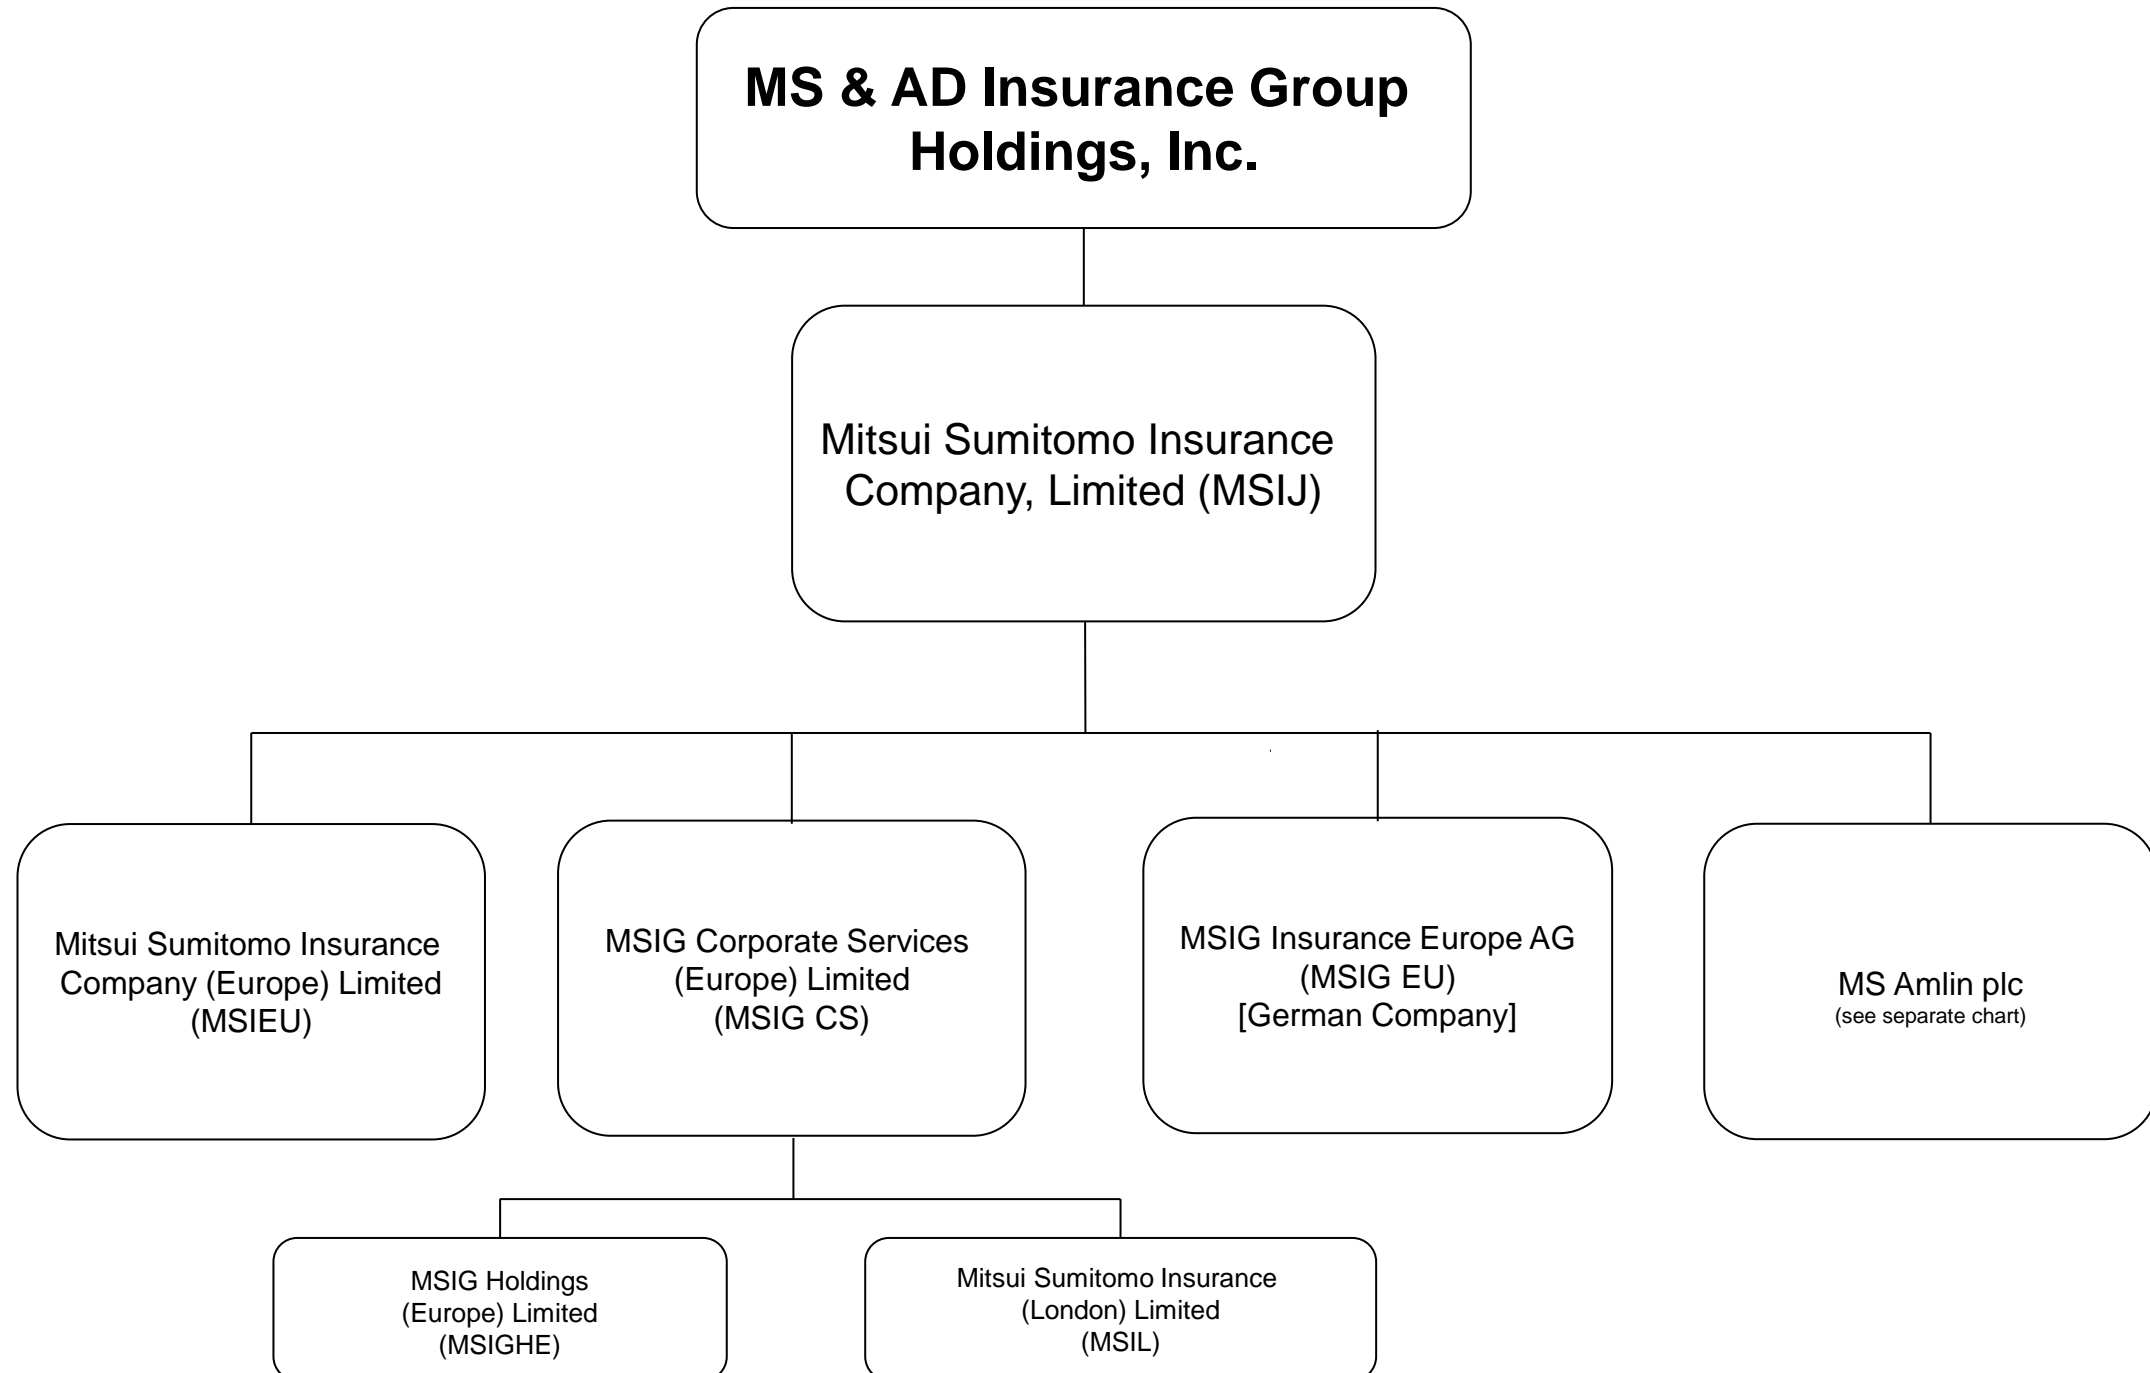 MS & AD Insurance Group
Holdings, Inc.
Mitsui Sumitomo Insurance
Company, Limited (MSIJ)
Mitsui Sumitomo Insurance
Company (Europe) Limited
(MSIEU)
MSIG Corporate Services
(Europe) Limited
(MSIG CS)
MSIG Insurance Europe AG
(MSIG EU)
[German Company]
MS Amlin plc
(see separate chart)
MSIG Holdings
(Europe) Limited
(MSIGHE)
Mitsui Sumitomo Insurance
(London) Limited
(MSIL)